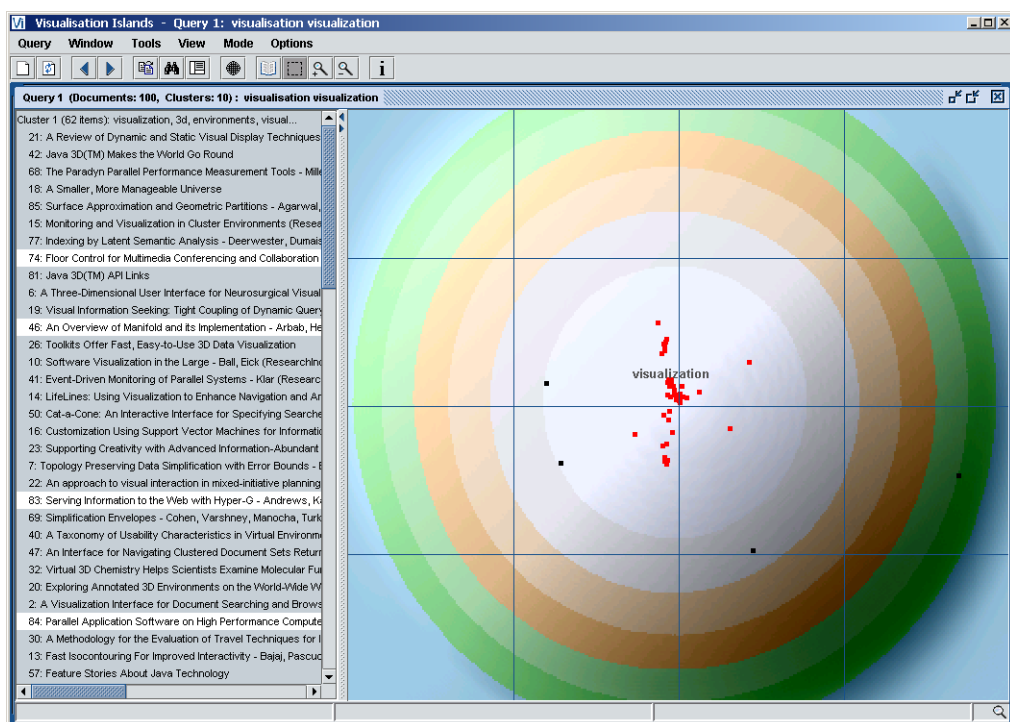 Visualisation Islands - Query 1: visualisation visualization
Query Window Tools View Mode Options
Query 1 (Documents: 100, Clusters: 10) : visualisation visualization
Cluster 1 (62 items): visualization, 3d, environments, visual...
21: A Review of Dynamic and Static Visual Display Techniques
42: Java 3D(TM) Makes the World Go Round
68: The Paradyn Parallel Performance Measurement Tools - Mille
18: A Smaller, More Manageable Universe
85: Surface Approximation and Geometric Partitions - Agarwal,
15: Monitoring and Visualization in Cluster Environments (Resea
77: Indexing by Latent Semantic Analysis - Deerwester, Dumais
74: Floor Control for Multimedia Conferencing and Collaboration
81: Java 3D(TM) API Links
6: A Three-Dimensional User Interface for Neurosurgical Visual
19: Visual Information Seeking: Tight Coupling of Dynamic Query
46: An Overview of Manifold and its Implementation - Arbab, He
26: Toolkits Offer Fast, Easy-to-Use 3D Data Visualization
10: Software Visualization in the Large - Ball, Eick (ResearchInd
41: Event-Driven Monitoring of Parallel Systems - Klar (Researc
14: LifeLines: Using Visualization to Enhance Navigation and An
50: Cat-a-Cone: An Interactive Interface for Specifying Searche
16: Customization Using Support Vector Machines for Informatio
23: Supporting Creativity with Advanced Information-Abundant
7: Topology Preserving Data Simplification with Error Bounds - B
22: An approach to visual interaction in mixed-initiative planning
83: Serving Information to the Web with Hyper-G - Andrews, Ka
69: Simplification Envelopes - Cohen, Varshney, Manocha, Turk
40: A Taxonomy of Usability Characteristics in Virtual Environme
47: An Interface for Navigating Clustered Document Sets Return
32: Virtual 3D Chemistry Helps Scientists Examine Molecular Fun
20: Exploring Annotated 3D Environments on the World-Wide W
2: A Visualization Interface for Document Searching and Brows
84: Parallel Application Software on High Performance Compute
30: A Methodology for the Evaluation of Travel Techniques for I
13: Fast Isocontouring For Improved Interactivity - Bajaj, Pascuc
57: Feature Stories About Java Technology
visualization